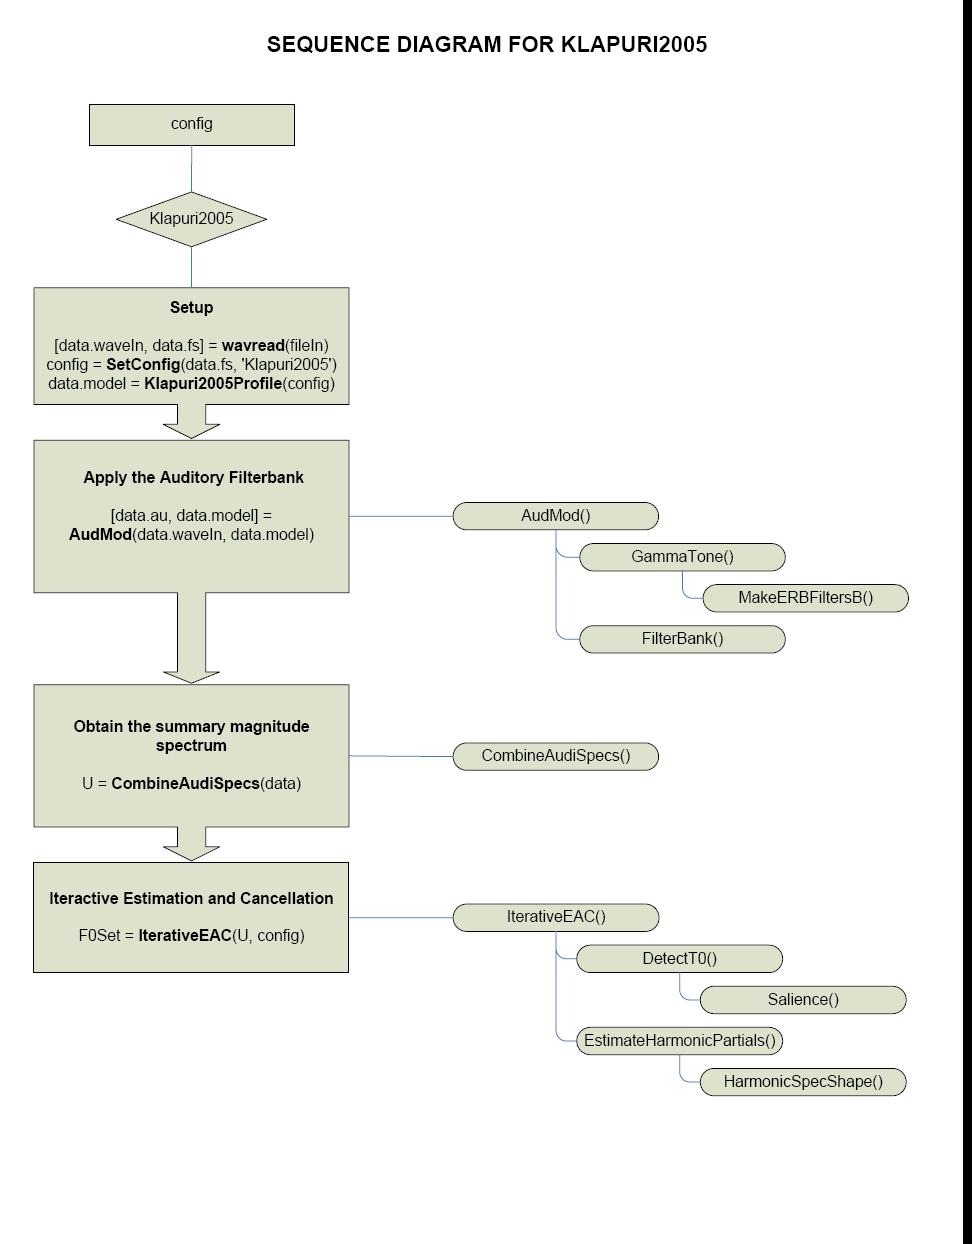 SEQUENCE DIAGRAM FOR KLAPURI2005
config
Klapuri2005
Setup
[data.waveIn, data.fs] = wavread(fileIn)
config = SetConfig(data.fs, 'Klapuri2005')
data.model = Klapuri2005Profile(config)
Apply the Auditory Filterbank
[data.au, data.model] =
AudMod(data.waveIn, data.model)
AudMod()
GammaTone()
MakeERBFiltersB()
FilterBank()
Obtain the summary magnitude
spectrum
U = CombineAudiSpecs(data)
CombineAudiSpecs()
Iteractive Estimation and Cancellation
F0Set = IterativeEAC(U, config)
IterativeEAC()
DetectT0()
Salience()
EstimateHarmonicPartials()
HarmonicSpecShape()